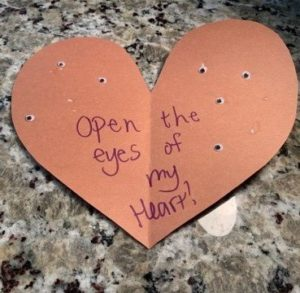 Open the
eyes of
my
Heart!